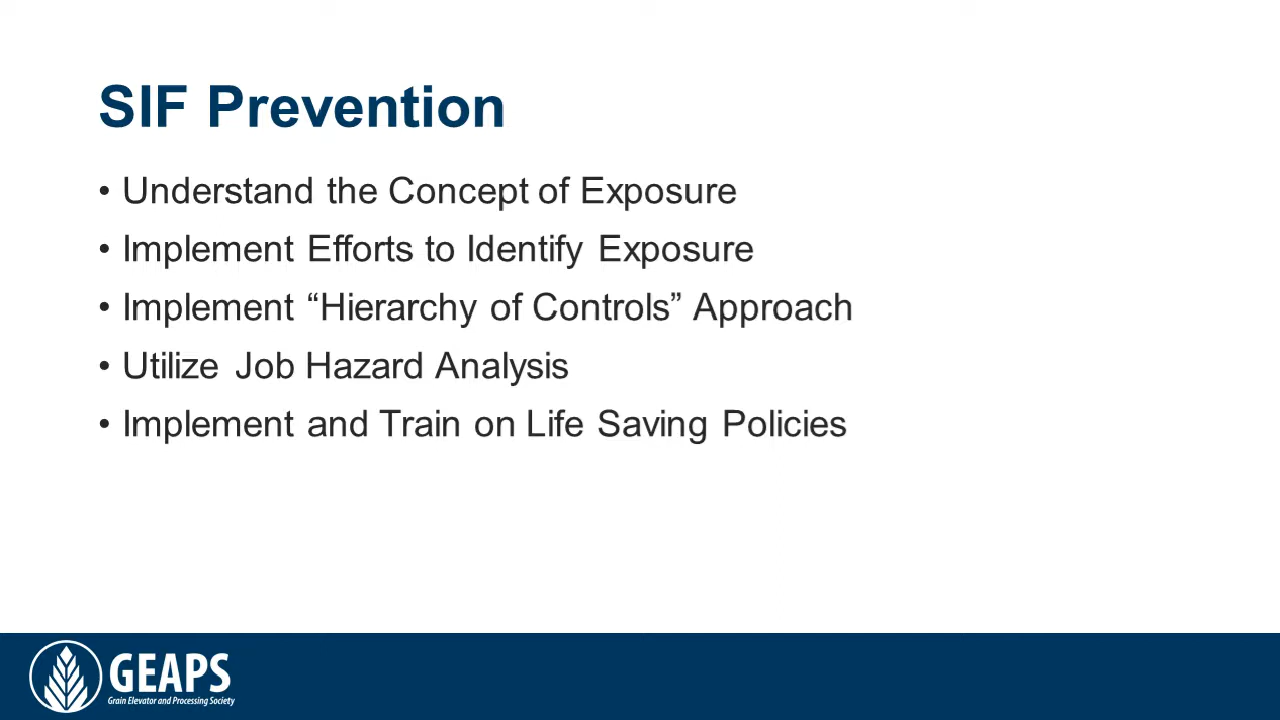 SIF Prevention
• Understand the Concept of Exposure
• Implement Efforts to Identify Exposure
• Implement “Hierarchy of Controls” Approach
• Utilize Job Hazard Analysis
• Implement and Train on Life Saving Policies
GEAPS
Grain Elevator and Processing Society